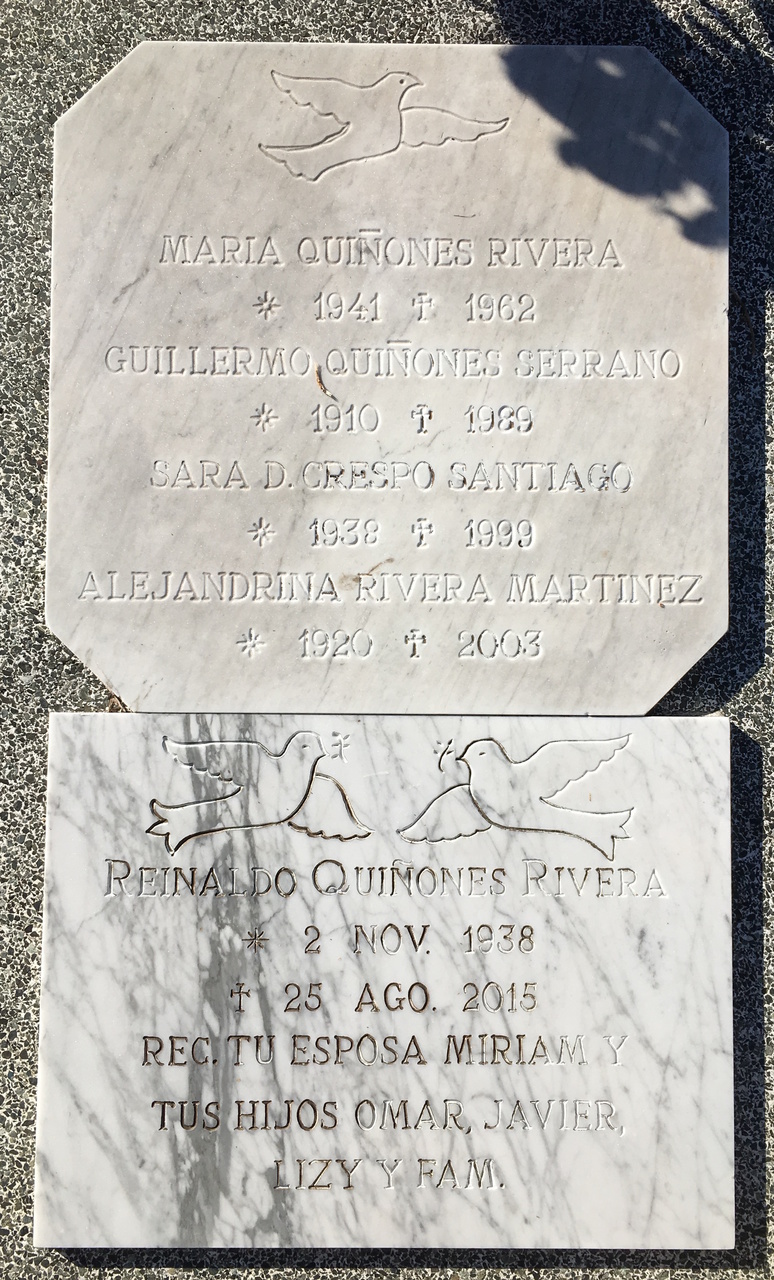 MARIA QUIÑONES RIVERA
* 1941 ✝ 1962
GUILLERMO QUIÑONES SERRANO
* 1910 ✝ 1989
SARA D. CRESPO SANTIAGO
* 1938 ✝ 1999
ALEJANDRINA RIVERA MARTINEZ
* 1920 ✝ 2003
REINALDO QUIÑONES RIVERA
* 2 NOV. 1938
✝ 25 AGO. 2015
REC. TU ESPOSA MIRIAM Y
TUS HIJOS OMAR, JAVIER,
LIZY Y FAM.